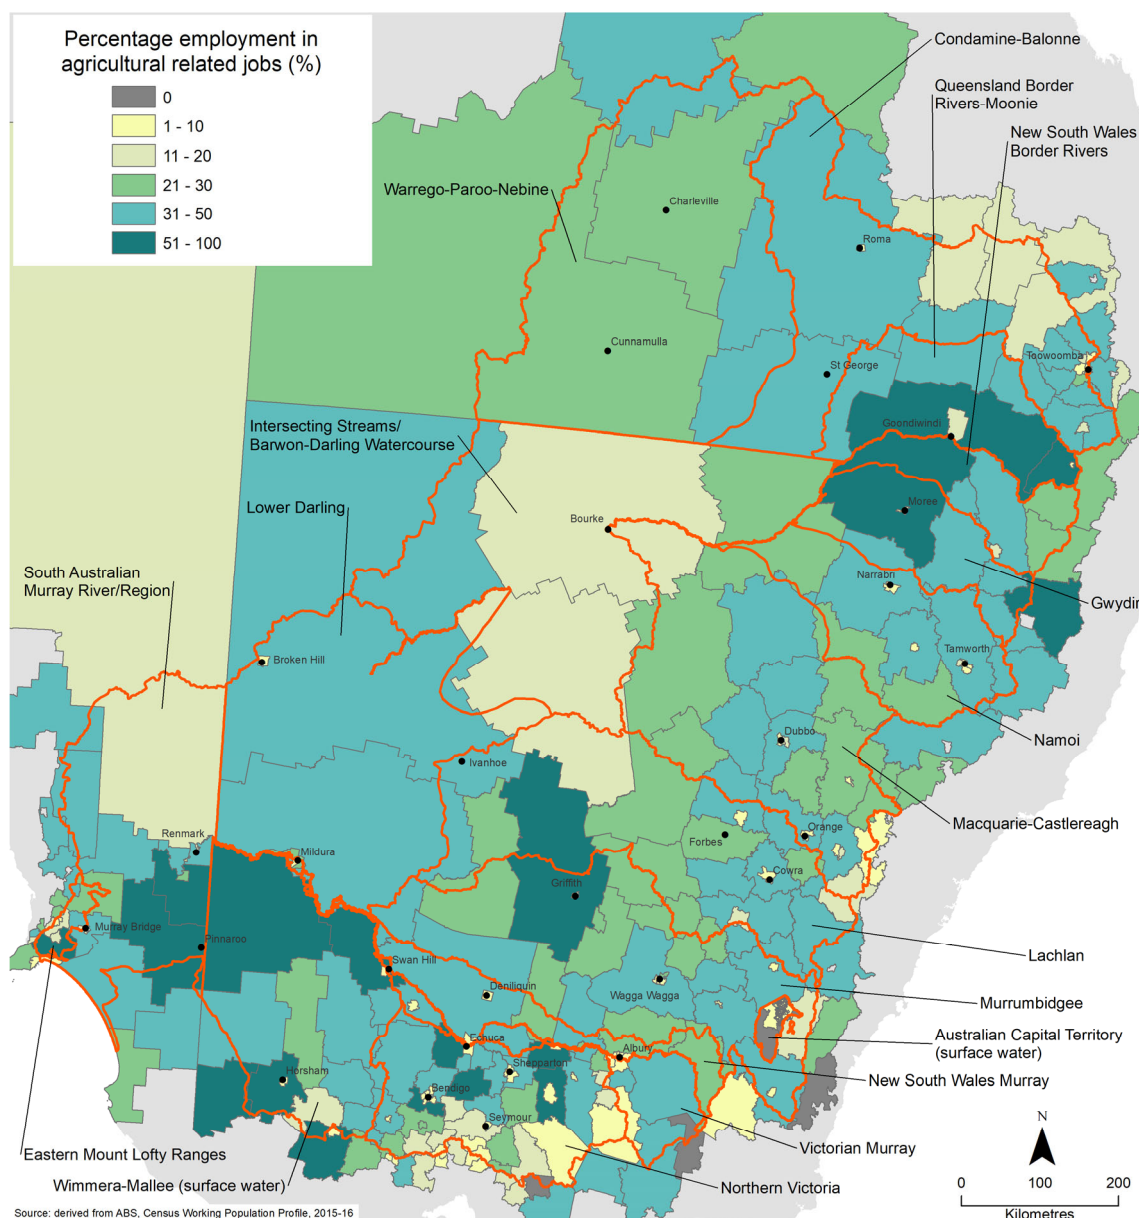 Percentage employment in
agricultural related jobs (%)
0
1 - 10
11 - 20
21 - 30
31 - 50
51 - 100
Condamine-Balonne
Queensland Border
Rivers-Moonie
New South Wales
Border Rivers
Warrego-Paroo-Nebine
Charleville
Roma
Cunnamulla
Toowoomba
St George
Intersecting Streams/
Barwon-Darling Watercourse
Goondiwindi
Lower Darling
Moree
Bourke
South Australian
Murray River/Region
Narrabri
Gwydir
Broken Hill
Tamworth
Namoi
Dubbo
Ivanhoe
Macquarie-Castlereagh
Renmark
Orange
Forbes
Mildura
Cowra
Griffith
Murray Bridge
Pinnaroo
Lachlan
Swan Hill
Deniliquin
Wagga Wagga
Murrumbidgee
Australian Capital Territory
(surface water)
Echuca
Albury
Shepparton
Horsham
New South Wales Murray
Bendigo
Seymour
N
Victorian Murray
Eastern Mount Lofty Ranges
Wimmera-Mallee (surface water)
Northern Victoria
0 100 200
Kilometres
Source: derived from ABS, Census Working Population Profile, 2015-16